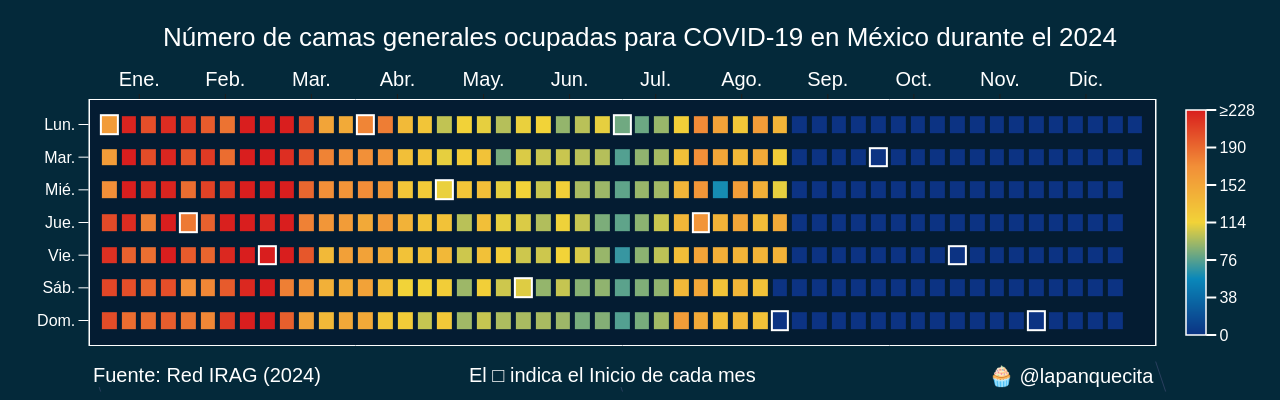 Número de camas generales ocupadas para COVID-19 en México durante el 2024
Ene. Feb. Mar. Abr. May. Jun. Jul. Ago. Sep. Oct. Nov. Dic.
Lun.
Mar.
Mié.
Jue.
Vie.
Sáb.
Dom.
≥228
190
152
114
76
38
0
Fuente: Red IRAG (2024)
El □ indica el Inicio de cada mes
🧁 @lapanquecita